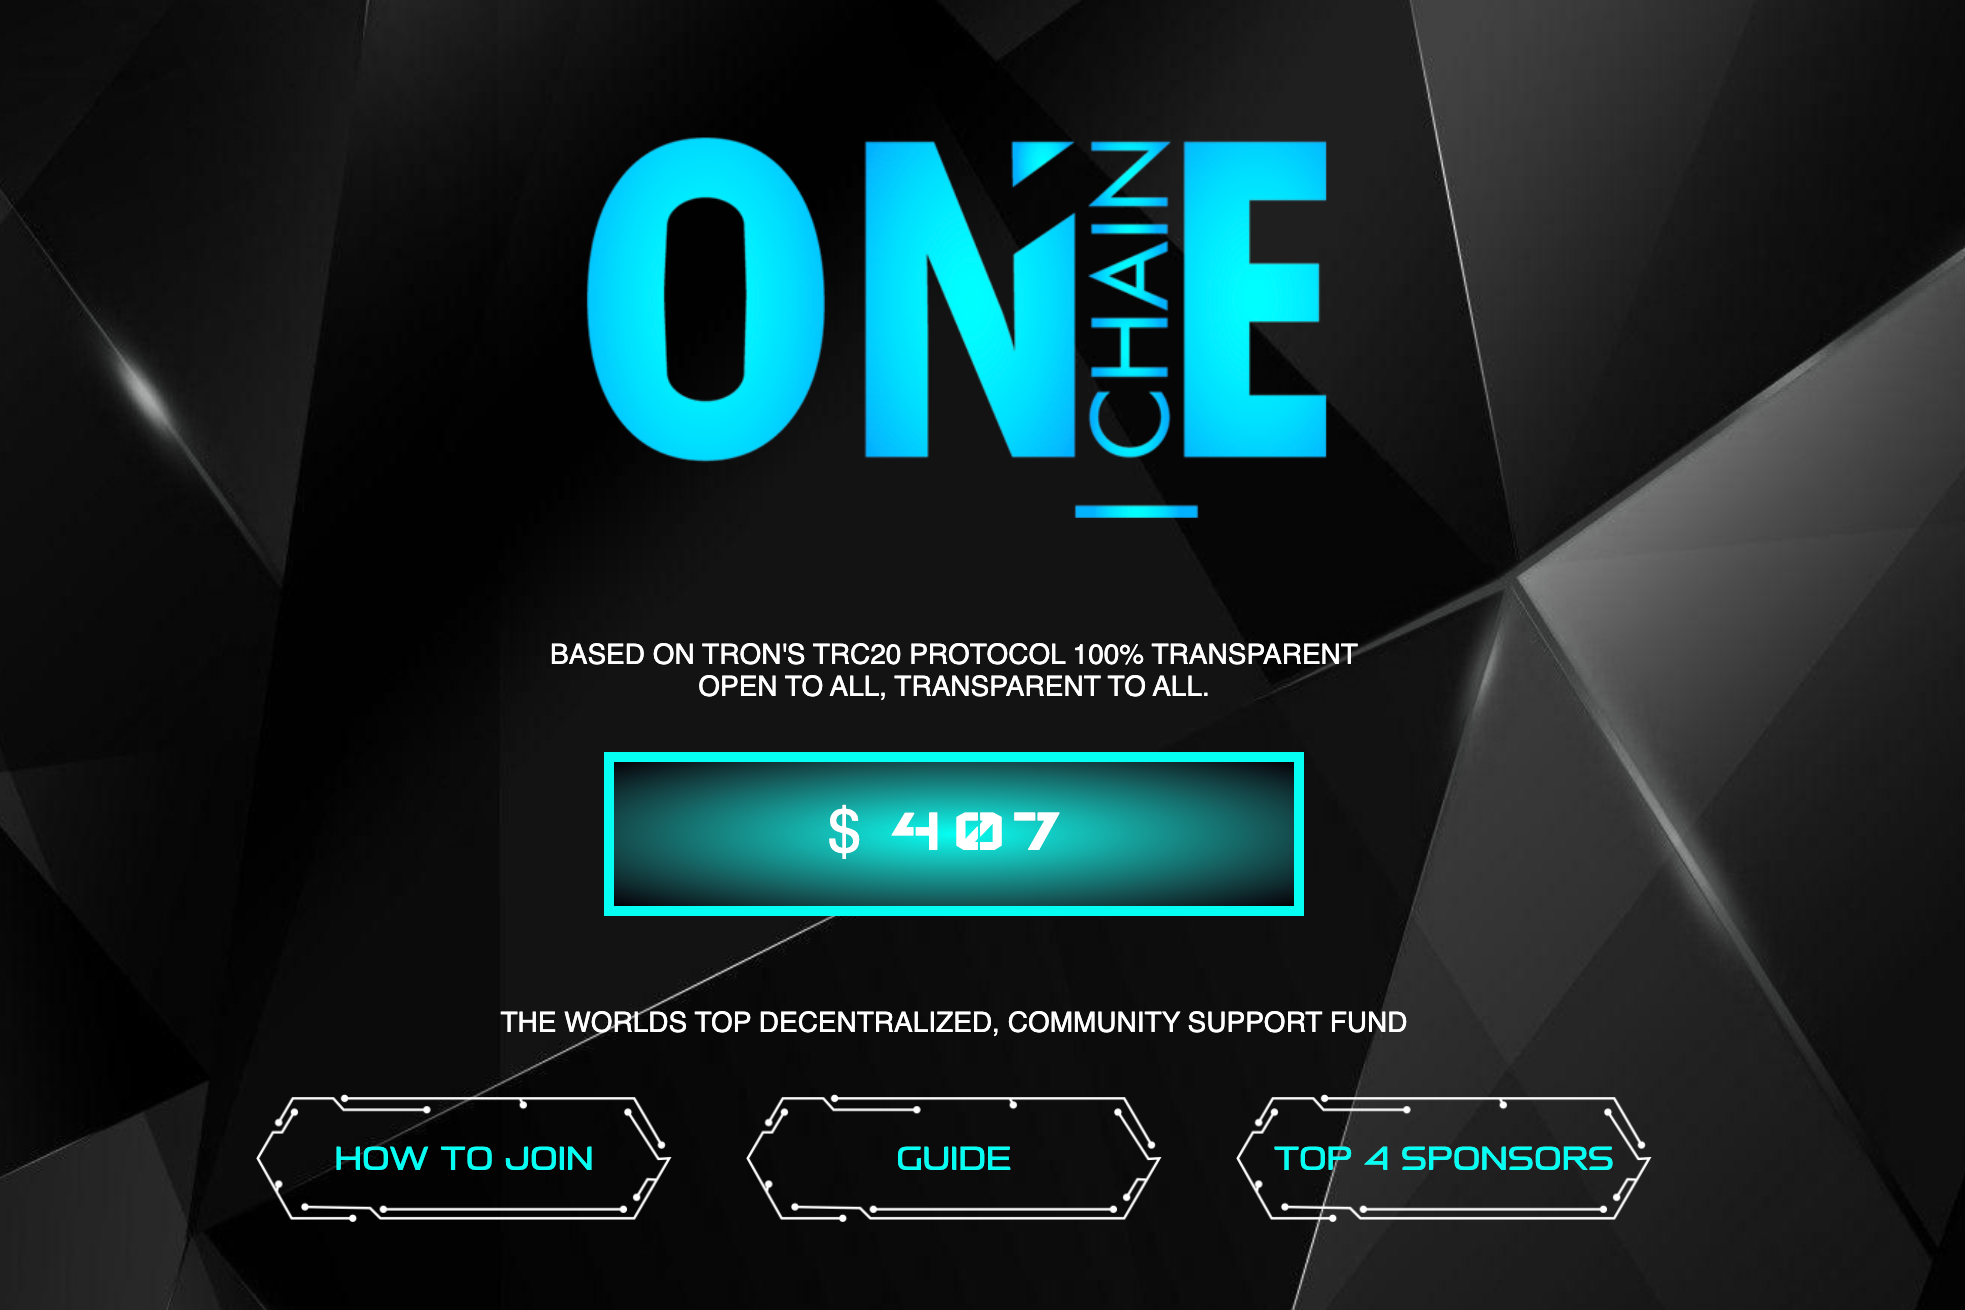 ONE
CHAIN
BASED ON TRON'S TRC20 PROTOCOL 100% TRANSPARENT
OPEN TO ALL, TRANSPARENT TO ALL.
$ 407
THE WORLDS TOP DECENTRALIZED, COMMUNITY SUPPORT FUND
HOW TO JOIN
GUIDE
TOP 4 SPONSORS